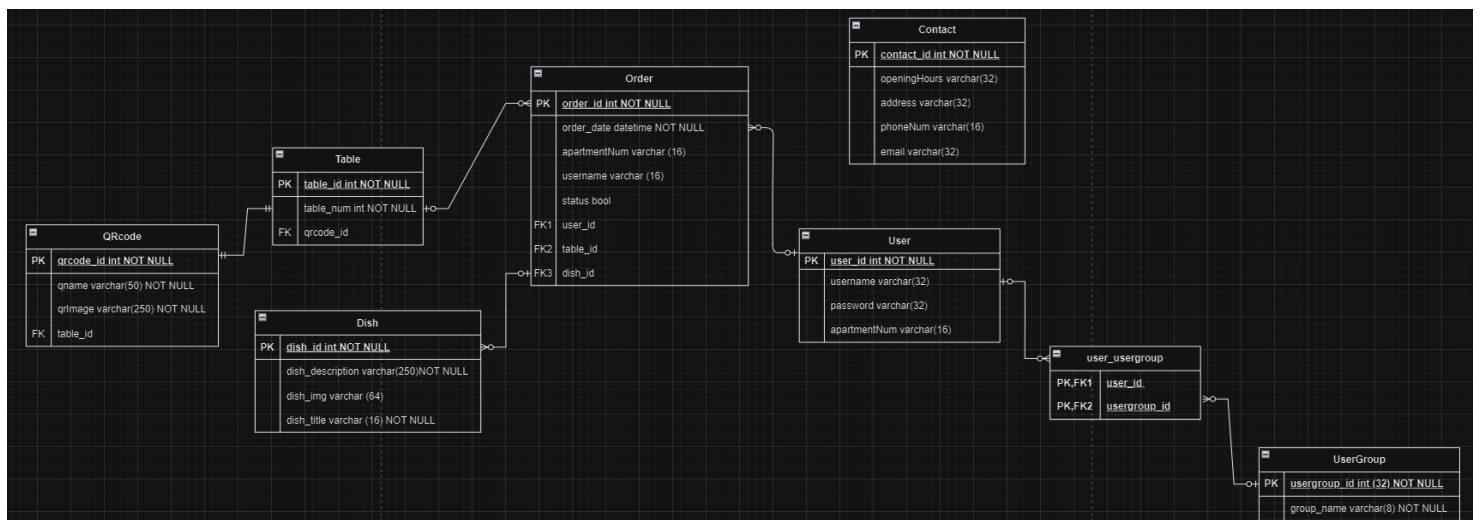 Contact
PK contact_id int NOT NULL
openingHours varchar(32)
address varchar(32)
phoneNum varchar(16)
email varchar(32)
Order
PK order_id int NOT NULL
order_date datetime NOT NULL
apartmentNum varchar (16)
username varchar (16)
status bool
FK1 user_id
FK2 table_id
FK3 dish_id
Table
PK table_id int NOT NULL
table_num int NOT NULL
FK qrcode_id
QRcode
PK qrcode_id int NOT NULL
qname varchar(50) NOT NULL
qrImage varchar(250) NOT NULL
FK table_id
Dish
PK dish_id int NOT NULL
dish_description varchar(250)NOT NULL
dish_img varchar (64)
dish_title varchar (16) NOT NULL
User
PK user_id int NOT NULL
username varchar(32)
password varchar(32)
apartmentNum varchar(16)
user_usergroup
PK,FK1 user_id
PK,FK2 usergroup_id
UserGroup
PK usergroup_id int (32) NOT NULL
group_name varchar(8) NOT NULL